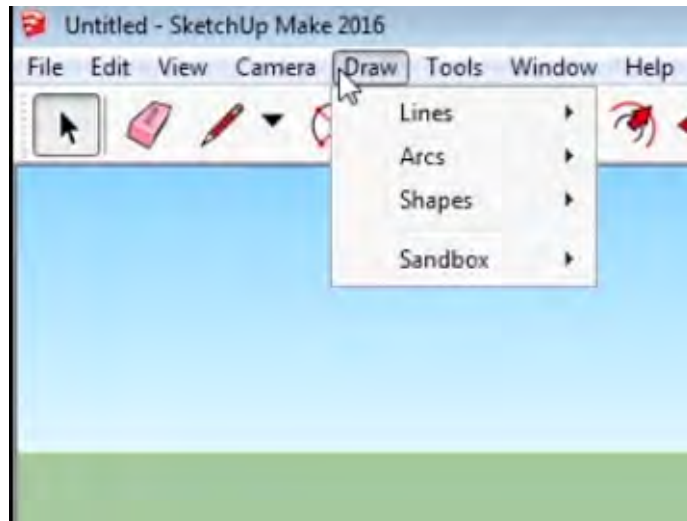 Untitled - SketchUp Make 2016
File Edit View Camera Draw Tools Window Help
Lines
Arcs
Shapes
Sandbox